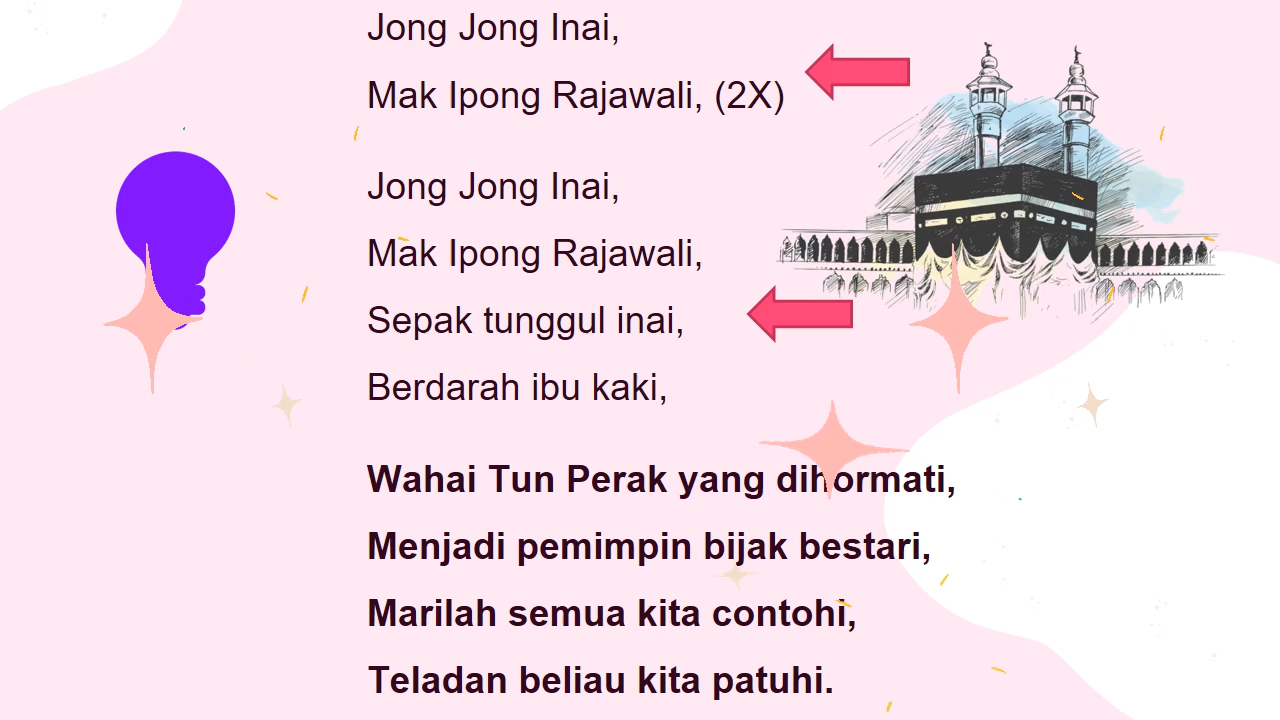 Jong Jong Inai,
Mak Ipong Rajawali, (2X)
Jong Jong Inai,
Mak Ipong Rajawali,
Sepak tunggul inai,
Berdarah ibu kaki,
Wahai Tun Perak yang dihormati,
Menjadi pemimpin bijak bestari,
Marilah semua kita contohi,
Teladan beliau kita patuhi.